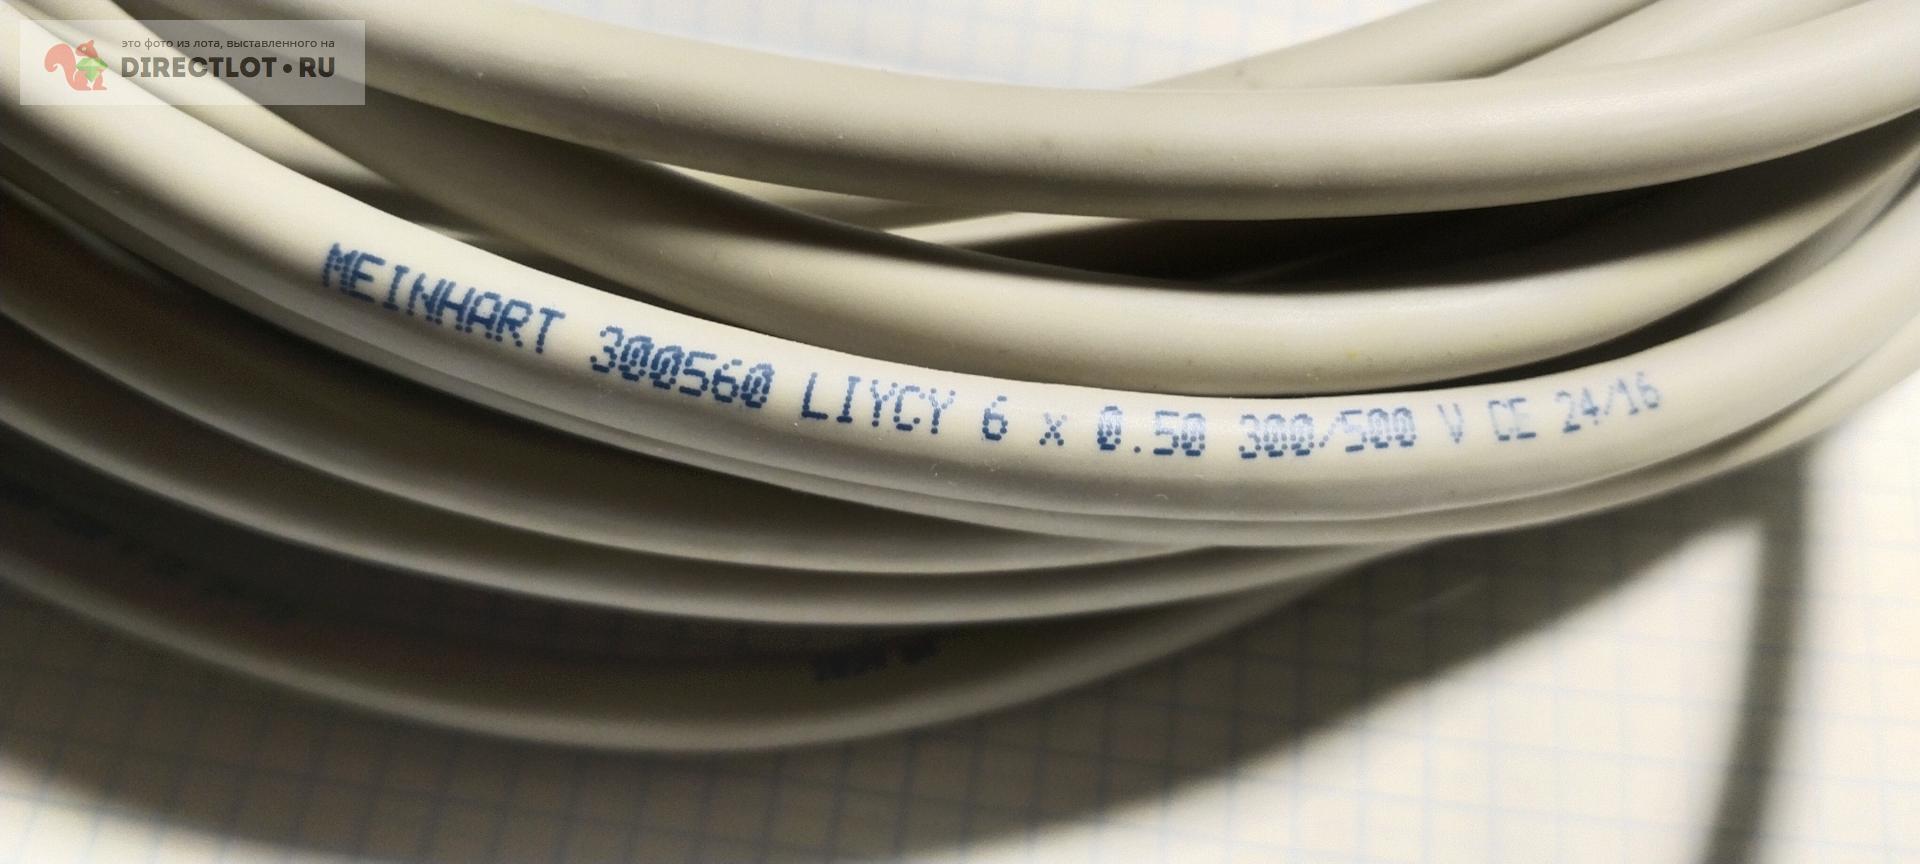 это фото из лота, выставленного на
DIRECTLOT•RU
MEINHART 300560 LIYCY 6 x 0.50 300/500 V CE 24/16